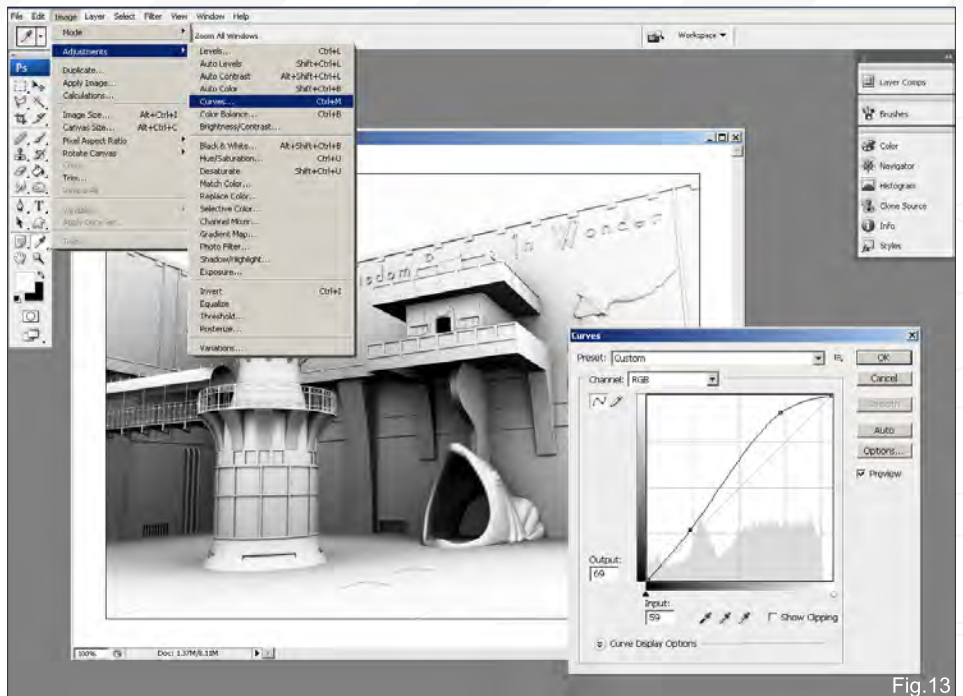 File Edit Image Layer Select Filter View Window Help
Mode
Zoom All Windows
Workspace
Adjustments
Duplicate...
Apply Image...
Calculations...
Image Size... Alt+Ctrl+I
Canvas Size... Alt+Ctrl+C
Pixel Aspect Ratio
Rotate Canvas
Crop
Trim...
Reveal All
Variables
Apply Data Set...
Trap...
Levels... Ctrl+L
Auto Levels Shift+Ctrl+L
Auto Contrast Alt+Shift+Ctrl+L
Auto Color Shift+Ctrl+B
Curves... Ctrl+M
Color Balance... Ctrl+B
Brightness/Contrast...
Black & White... Alt+Shift+Ctrl+B
Hue/Saturation... Ctrl+U
Desaturate Shift+Ctrl+U
Match Color...
Replace Color...
Selective Color...
Channel Mixer...
Gradient Map...
Photo Filter...
Shadow/Highlight...
Exposure...
Invert Ctrl+I
Equalize
Threshold...
Posterize...
Variations...
Ps
Layer Comps
Brushes
Color
Navigator
Histogram
Clone Source
Info
Styles
In Wonder
Curves
Preset: Custom
OK
Channel: RGB
Cancel
Smooth
Auto
Options...
Preview
Output:
69
Input:
59
Show Clipping
Curve Display Options
100%
Doc: 1.37M/8.18M
Fig.13